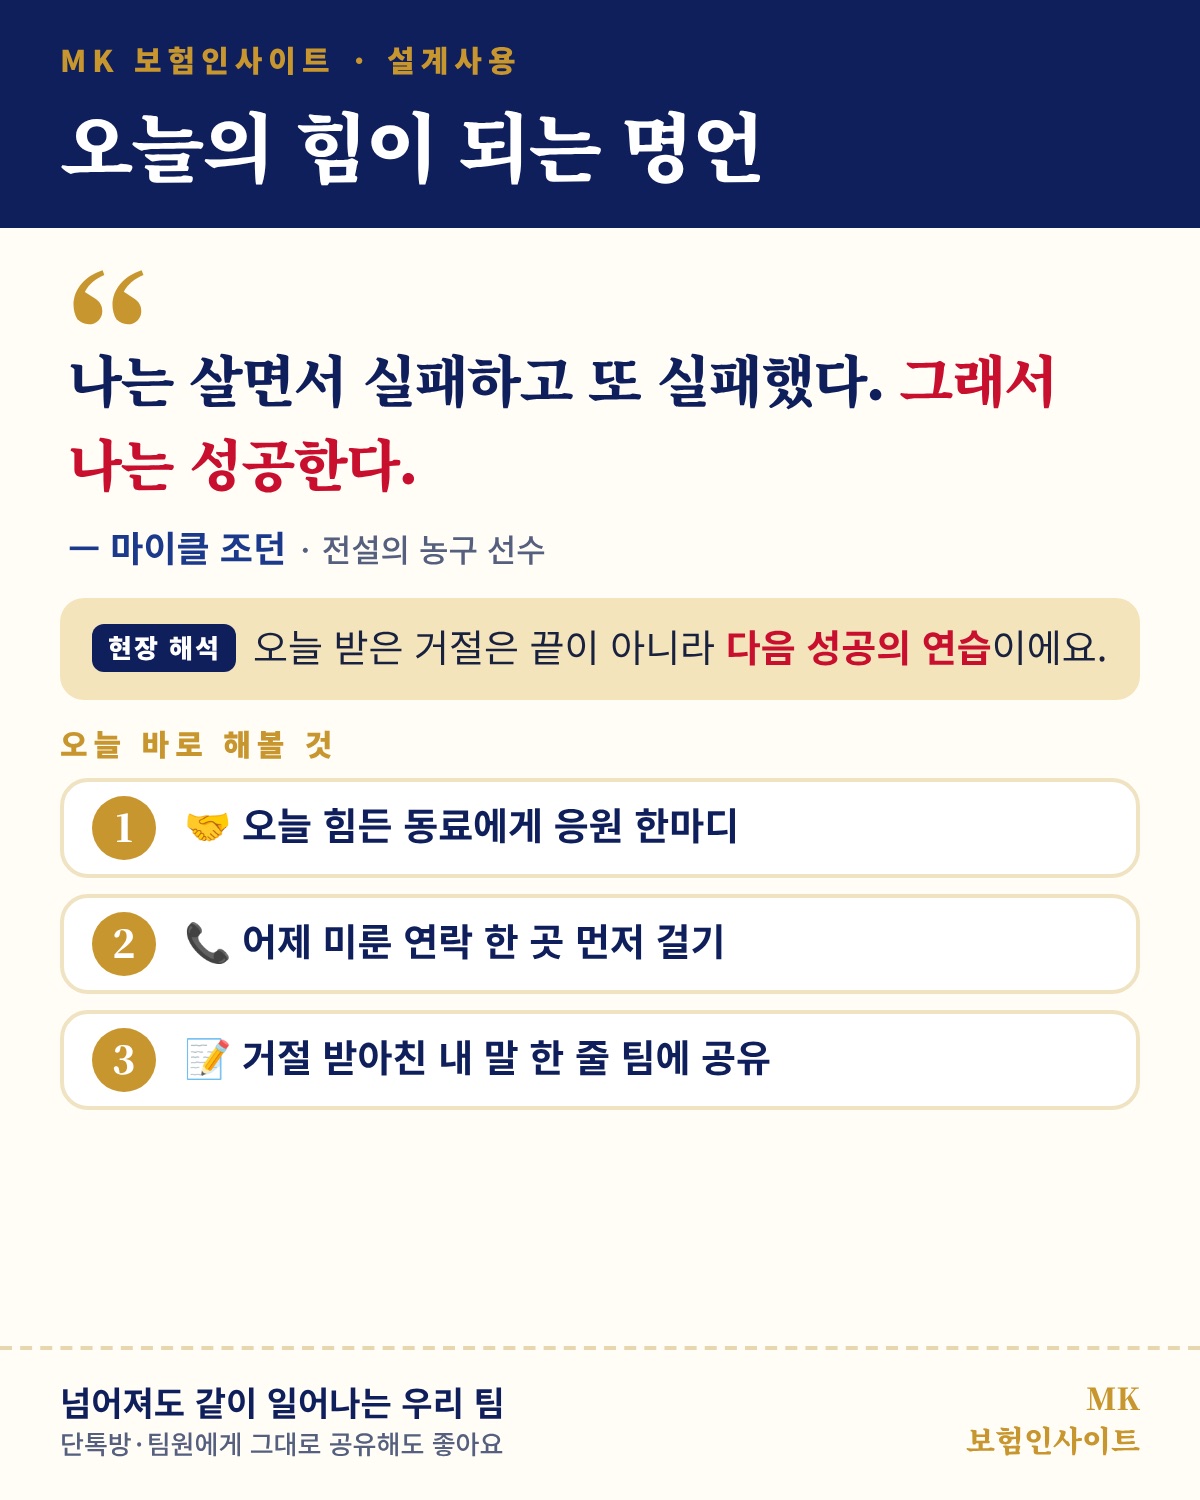 MK 보험인사이트 · 설계사용
오늘의 힘이 되는 명언
“
나는 살면서 실패하고 또 실패했다. 그래서
나는 성공한다.
— 마이클 조던 · 전설의 농구 선수
현장 해석 오늘 받은 거절은 끝이 아니라 다음 성공의 연습이에요.
오늘 바로 해볼 것
1 🤝 오늘 힘든 동료에게 응원 한마디
2 📞 어제 미룬 연락 한 곳 먼저 걸기
3 📝 거절 받아친 내 말 한 줄 팀에 공유
넘어져도 같이 일어나는 우리 팀
단톡방·팀원에게 그대로 공유해도 좋아요
MK
보험인사이트